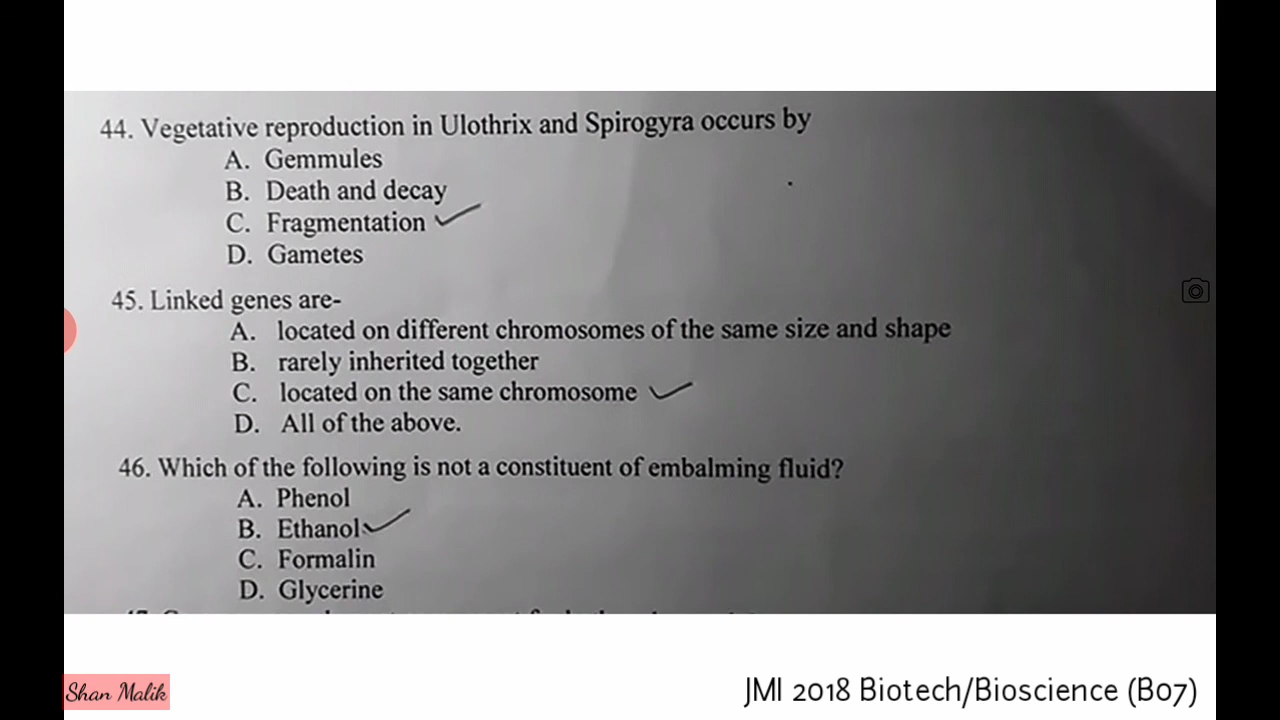 44. Vegetative reproduction in Ulothrix and Spirogyra occurs by
A. Gemmules
B. Death and decay
C. Fragmentation
D. Gametes
45. Linked genes are-
A. located on different chromosomes of the same size and shape
B. rarely inherited together
C. located on the same chromosome
D. All of the above.
46. Which of the following is not a constituent of embalming fluid?
A. Phenol
B. Ethanol
C. Formalin
D. Glycerine
Shan Malik
JMI 2018 Biotech/Bioscience (B07)